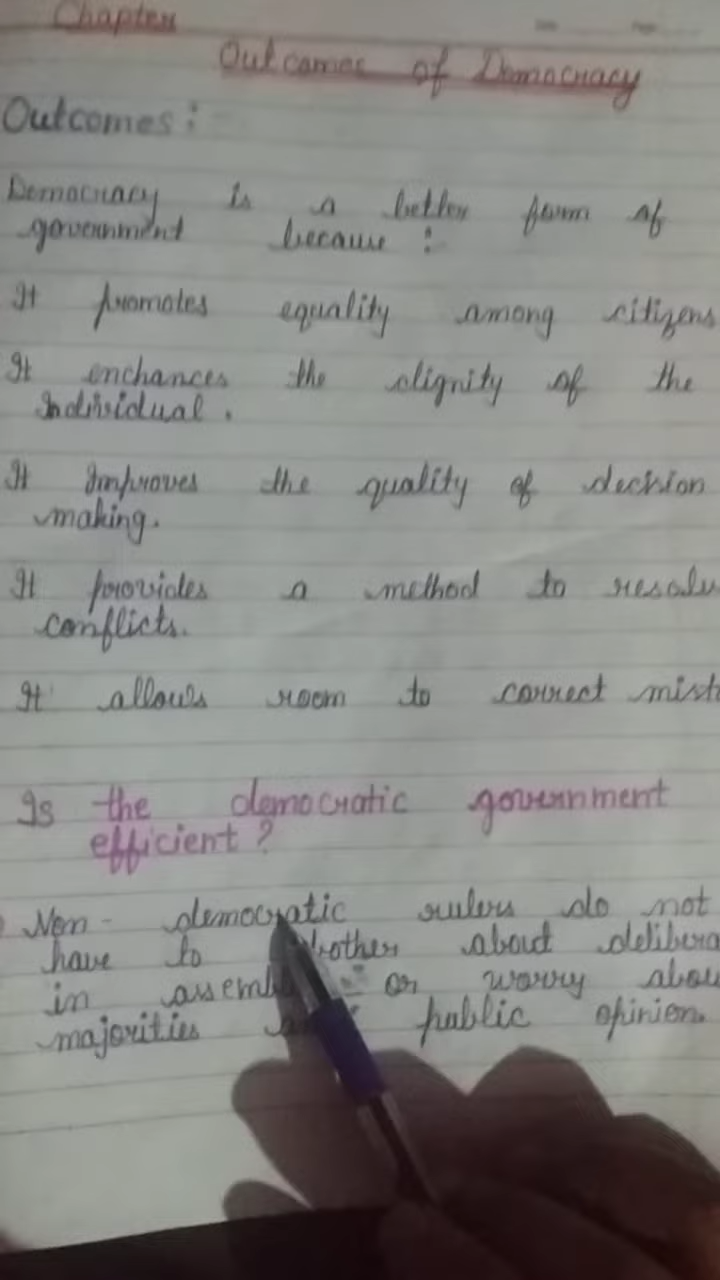 Chapter
Outcomes of Democracy
Outcomes :
Democracy is a better form of
government because :
It promotes equality among citizens
It enchances the dignity of the
Individual.
It Improves the quality of decision
making.
It provides a method to resolv
conflicts.
It allows room to correct mist
Is the democratic government
efficient?
Non- democratic rulers do not
have to bother about delibera
in assembl or worry abou
majorities public opinion.